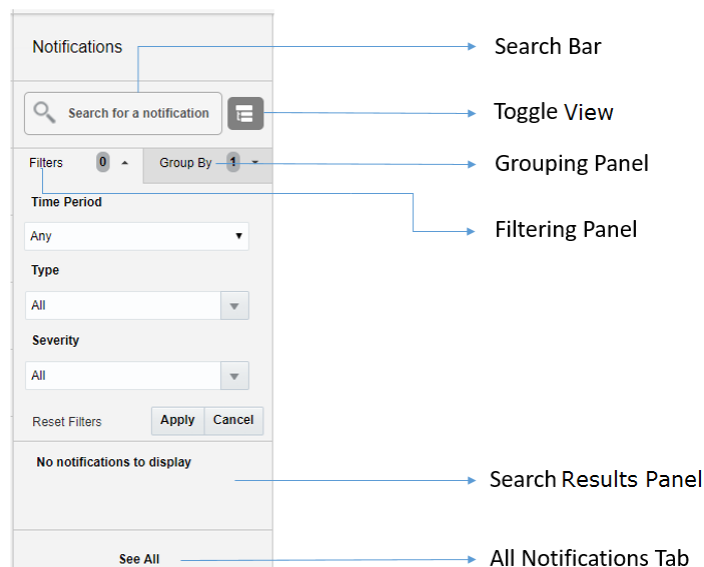 Notifications
Search Bar
Search for a notification
Toggle View
Filters 0 Group By 1
Grouping Panel
Time Period
Filtering Panel
Any
Type
All
Severity
All
Reset Filters Apply Cancel
No notifications to display
Search Results Panel
See All
All Notifications Tab